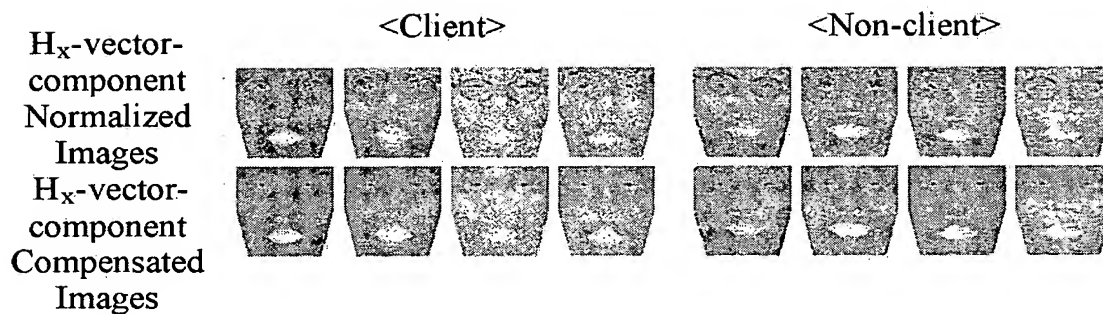 <Client> <Non-client>
Hₓ-vector-
component
Normalized
Images
Hₓ-vector-
component
Compensated
Images